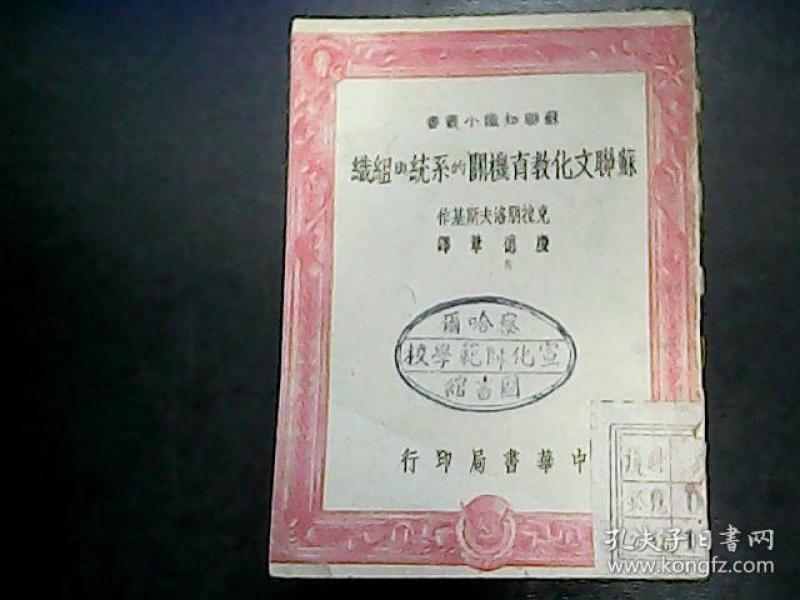 蘇聯知識小叢書
蘇聯文化教育機關的系統與組織
克拉斯洛夫斯基作
慶德華譯
察哈爾
宣化師範學校
圖書館
中華書局印行
孔夫子旧书网
www.kongfz.com